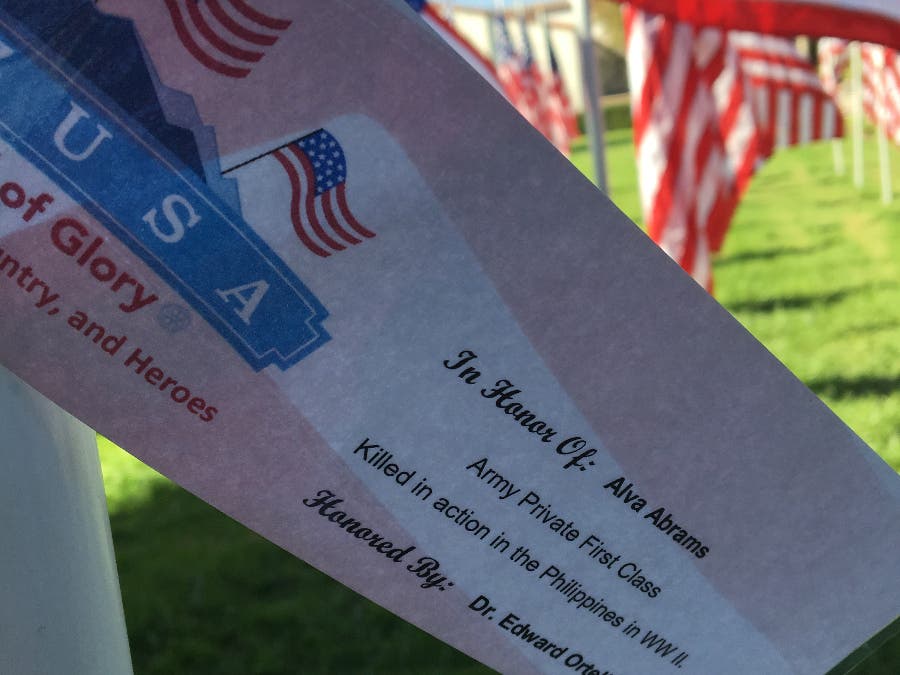 USA
of Glory
and Heroes
In Honor Of: Alva Abrams
Army Private First Class
Killed in action in the Philippines in WW II.
Honored By: Dr. Edward